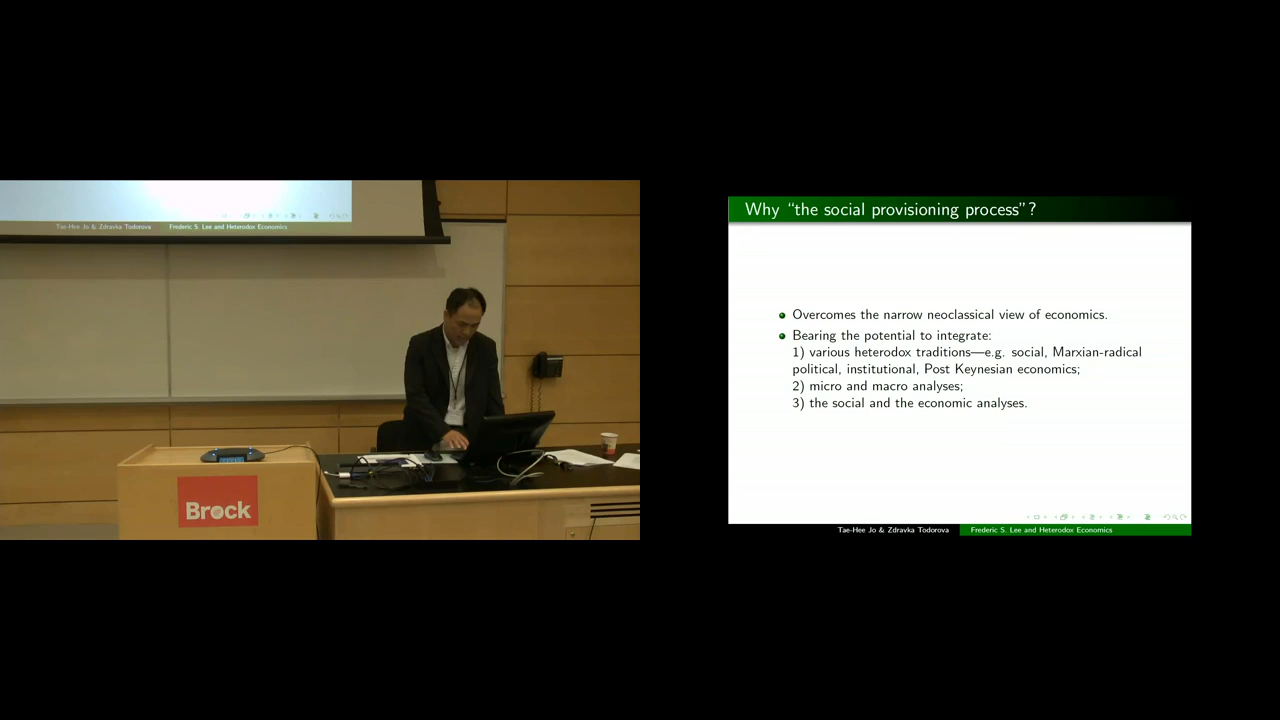 Tae-Hee Jo & Zdravka Todorova Frederic S. Lee and Heterodox Economics
Brock
Why “the social provisioning process”?
Overcomes the narrow neoclassical view of economics.
Bearing the potential to integrate:
1) various heterodox traditions—e.g. social, Marxian-radical
political, institutional, Post Keynesian economics;
2) micro and macro analyses;
3) the social and the economic analyses.
Tae-Hee Jo & Zdravka Todorova Frederic S. Lee and Heterodox Economics